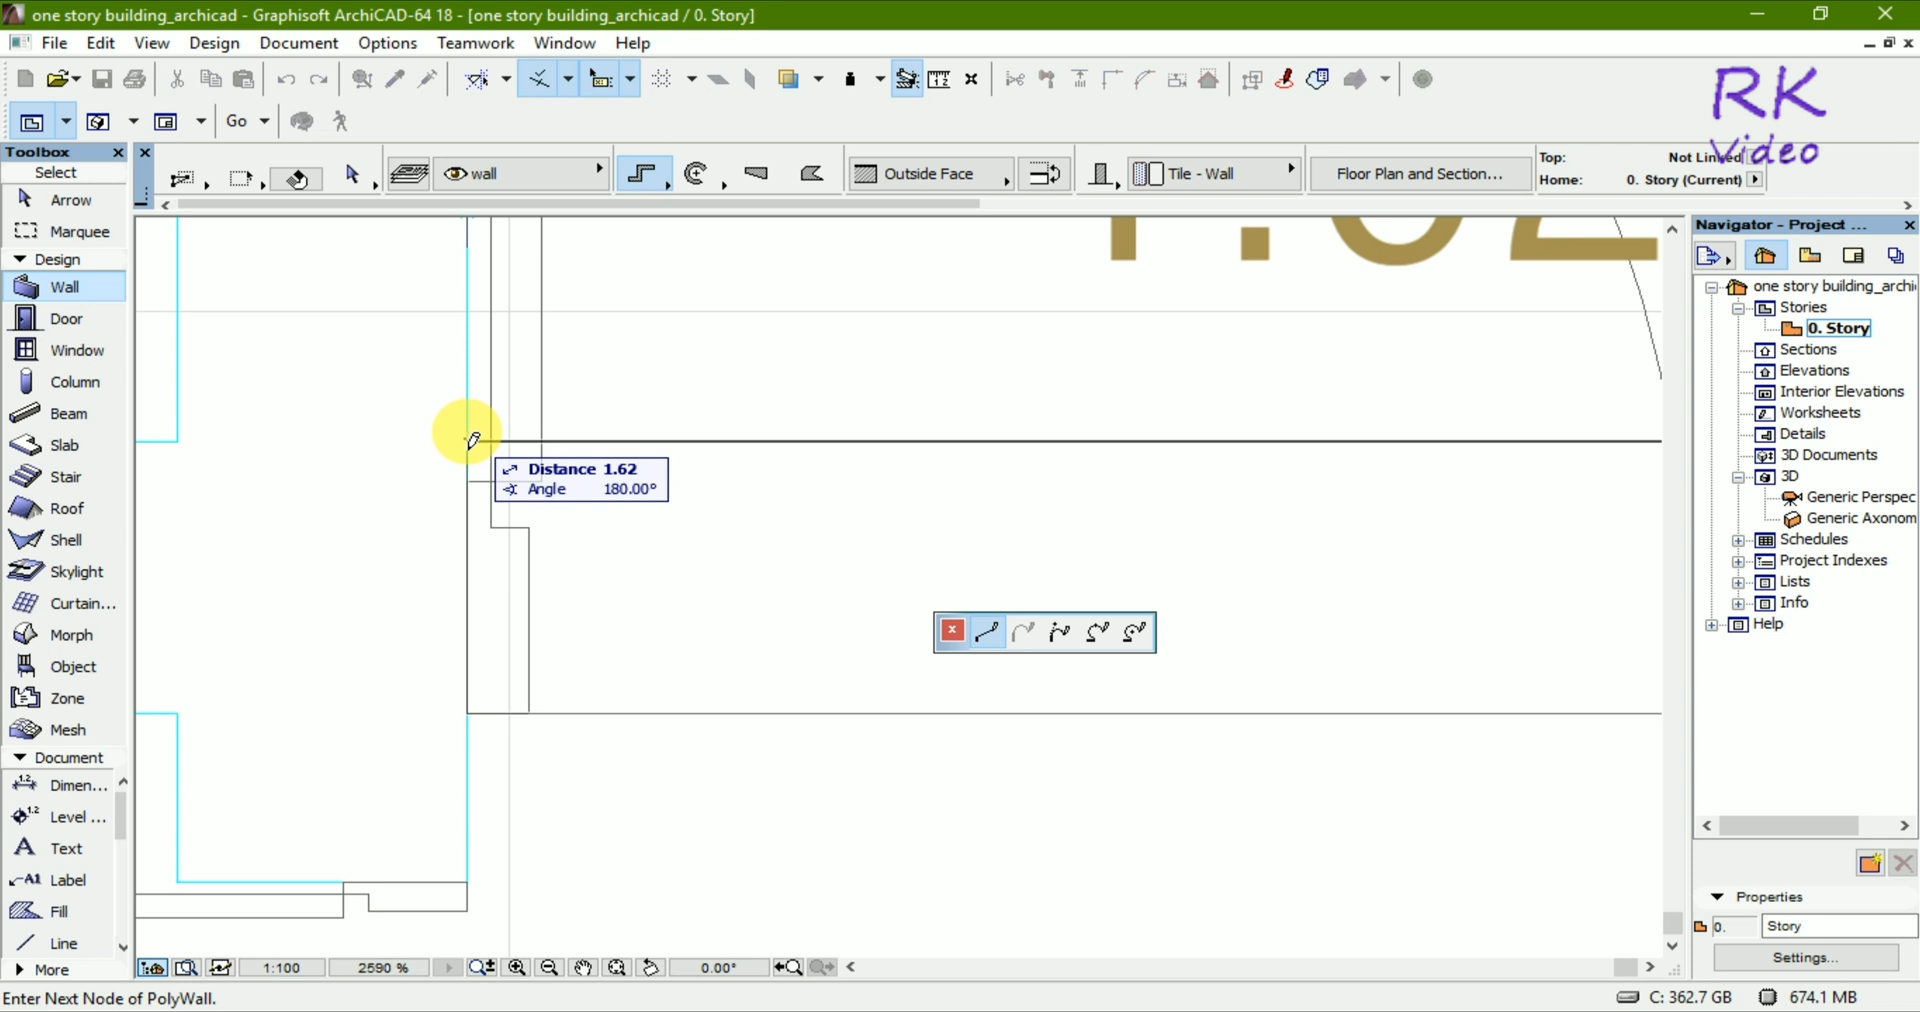 one story building_archicad - Graphisoft ArchiCAD-64 18 - [one story building_archicad / 0. Story]
File Edit View Design Document Options Teamwork Window Help
RK
Video
Go
Toolbox
Select
Arrow
Marquee
Design
Wall
Door
Window
Column
Beam
Slab
Stair
Roof
Shell
Skylight
Curtain...
Morph
Object
Zone
Mesh
Document
Dimen...
Level ...
Text
Label
Fill
Line
More
wall
Outside Face
Tile - Wall
Floor Plan and Section...
Top:
Home: 0. Story (Current)
Distance 1.62
Angle 180.00°
Navigator - Project ...
one story building_archi
Stories
0. Story
Sections
Elevations
Interior Elevations
Worksheets
Details
3D Documents
3D
Generic Perspec
Generic Axonom
Schedules
Project Indexes
Lists
Info
Help
Properties
0. Story
Settings...
1:100 2590 % 0.00°
Enter Next Node of PolyWall.
C: 362.7 GB 674.1 MB